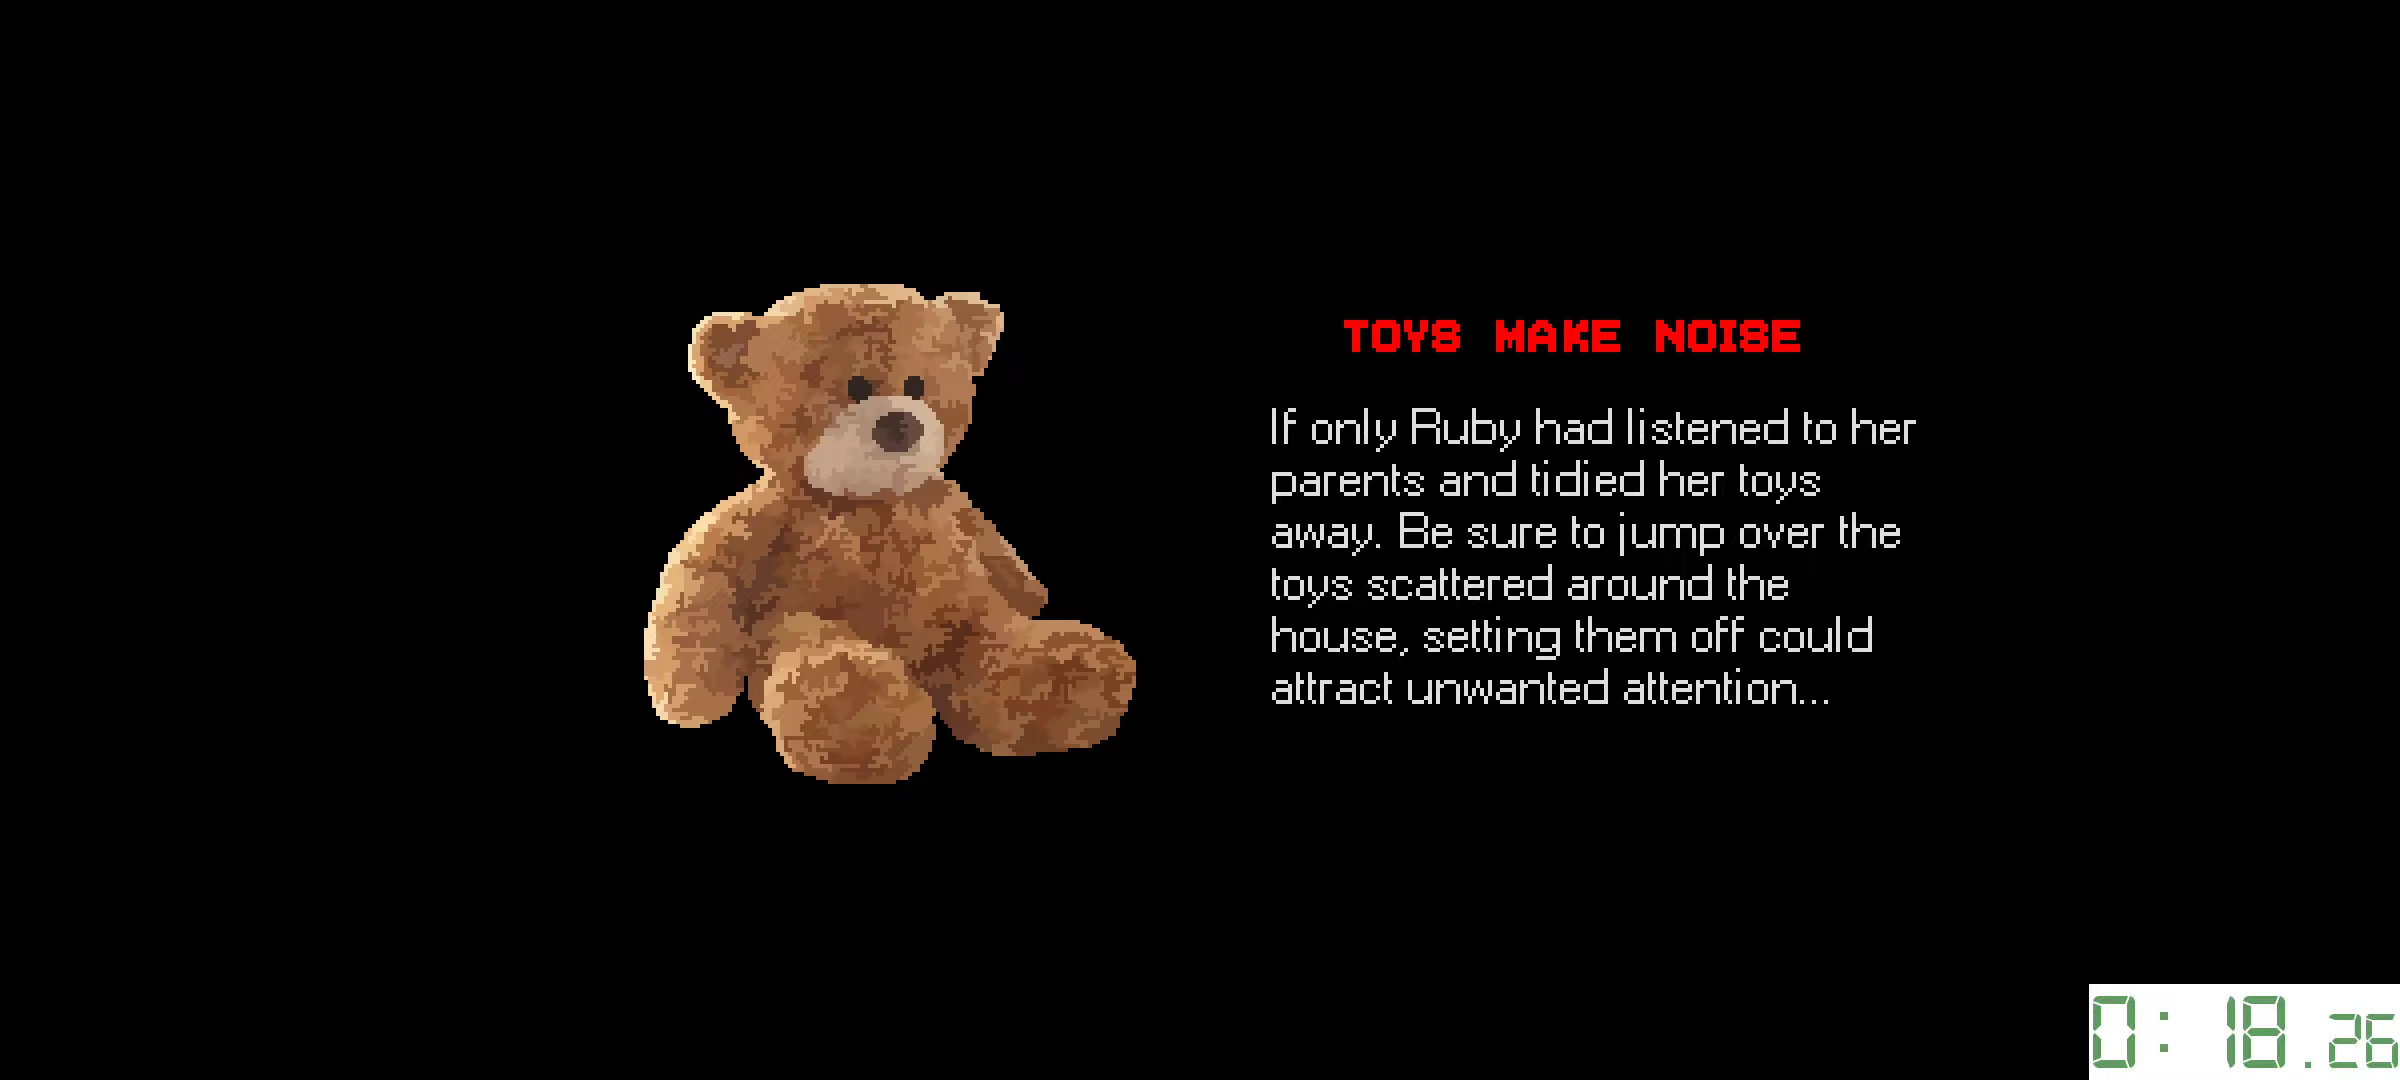 TOYS MAKE NOISE
If only Ruby had listened to her
parents and tidied her toys
away. Be sure to jump over the
toys scattered around the
house, setting them off could
attract unwanted attention...
0:18.26